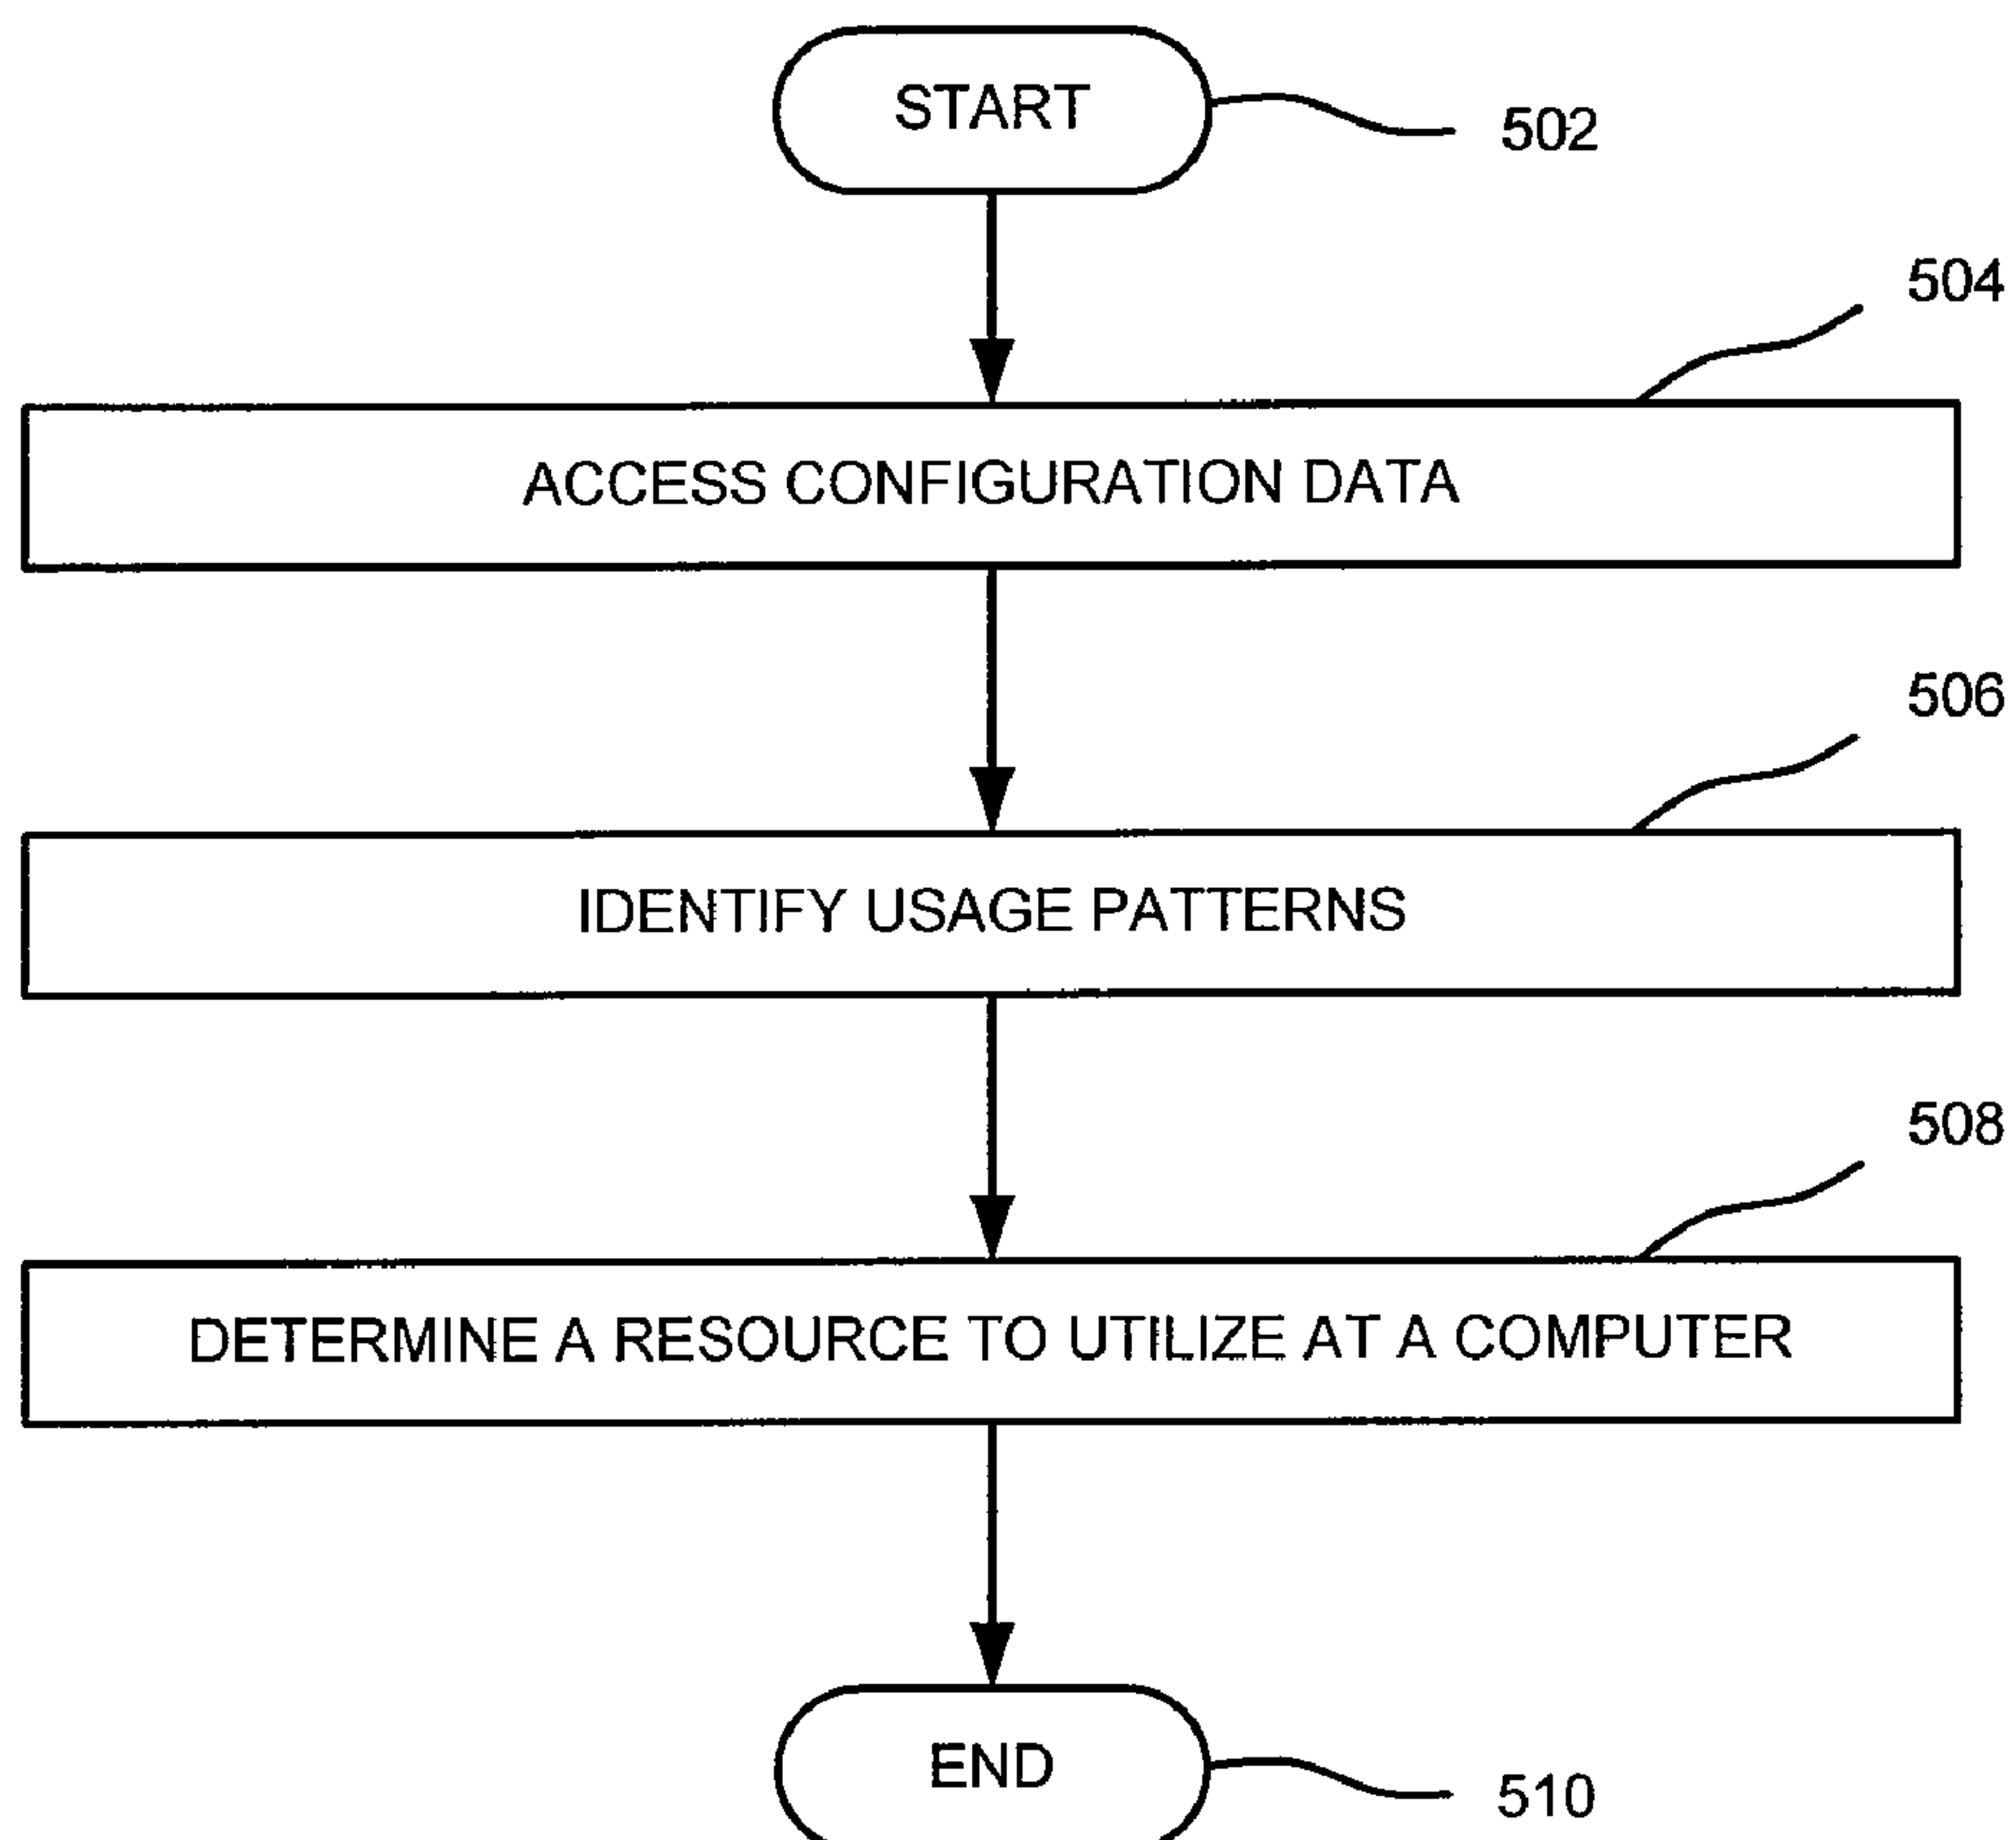 START
502
504
ACCESS CONFIGURATION DATA
506
IDENTIFY USAGE PATTERNS
508
DETERMINE A RESOURCE TO UTILIZE AT A COMPUTER
END
510